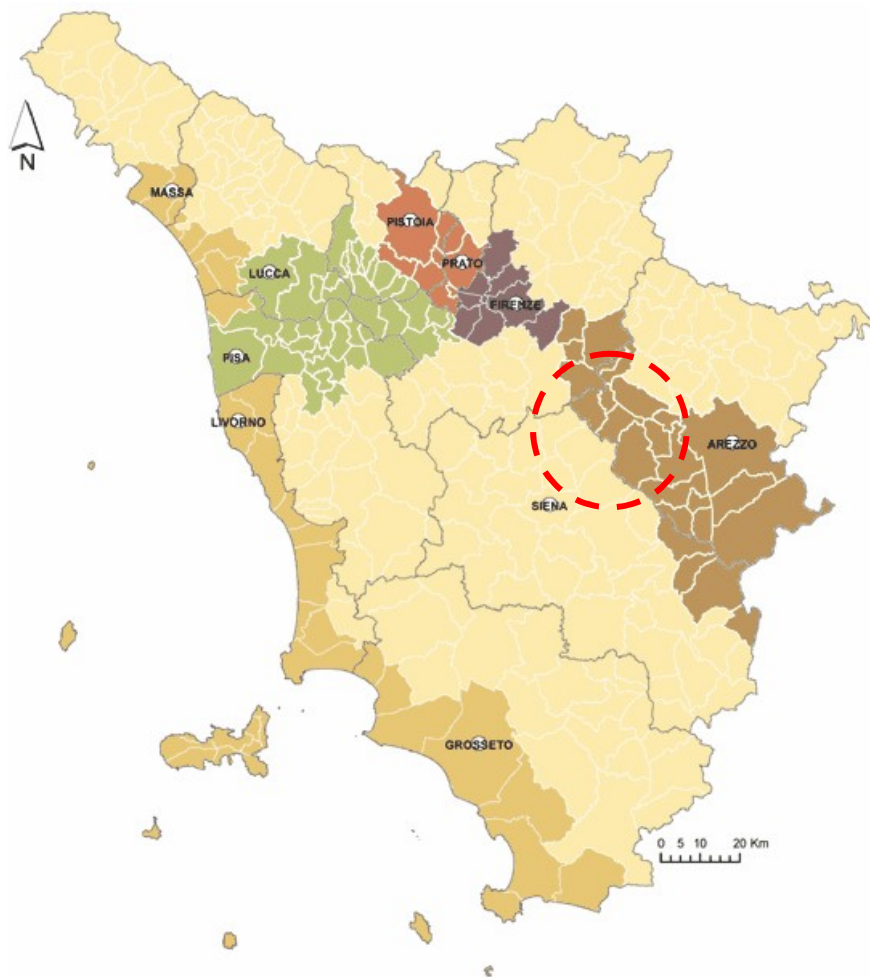 N
MASSA
PISTOIA
LUCCA
PRATO
FIRENZE
PISA
LIVORNO
AREZZO
SIENA
GROSSETO
0 5 10 20 Km